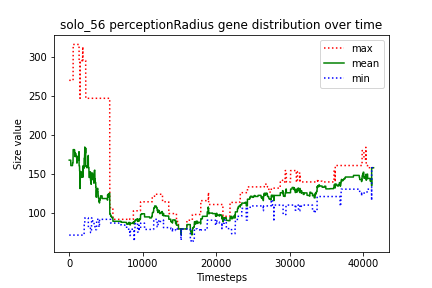 solo_56 perceptionRadius gene distribution over time
max
mean
min
Size value
300
250
200
150
100
0
10000
20000
30000
40000
Timesteps